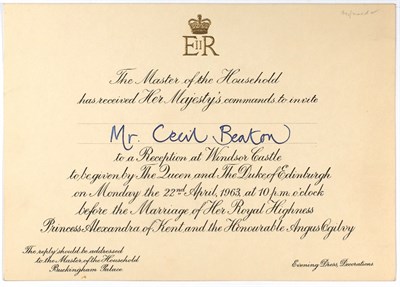 EIIR
The Master of the Household
has received Her Majesty's commands to invite
Mr. Cecil Beaton
to a Reception at Windsor Castle
to be given by The Queen and The Duke of Edinburgh
on Monday the 22nd April, 1963, at 10 p.m. o'clock
before the Marriage of Her Royal Highness
Princess Alexandra of Kent, and the Honourable Angus Ogilvy
The reply should be addressed
to the Master of the Household
Buckingham Palace
Evening Dress, Decorations